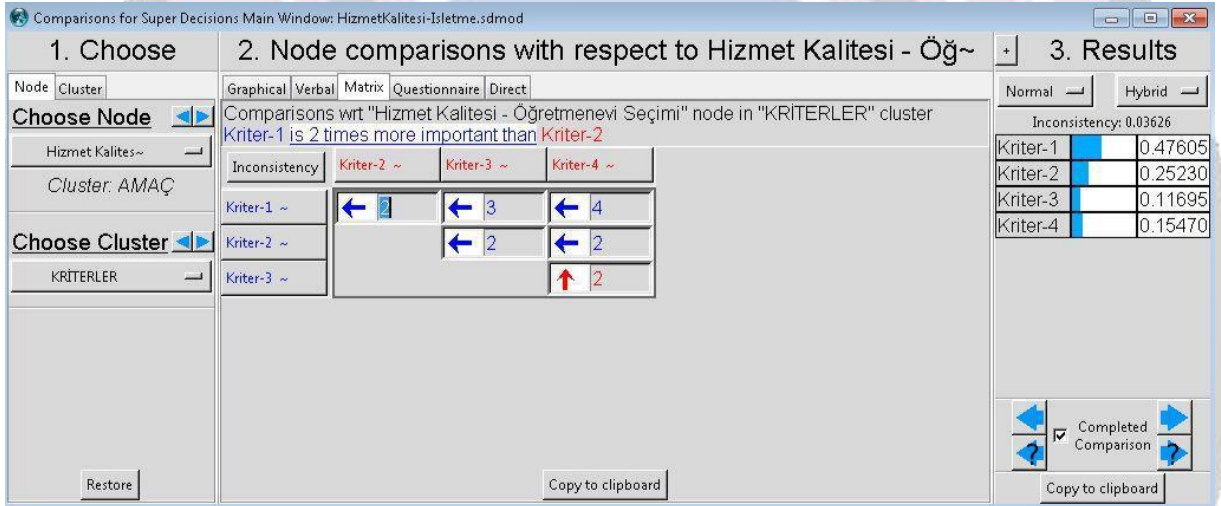 Comparisons for Super Decisions Main Window: HizmetKalitesi-Isletme.sdmod
1. Choose
2. Node comparisons with respect to Hizmet Kalitesi - Öğ~
+
3. Results
Node Cluster
Graphical Verbal Matrix Questionnaire Direct
Normal
Hybrid
Choose Node
Hizmet Kalites~
Cluster: AMAÇ
Choose Cluster
KRİTERLER
Restore
Comparisons wrt "Hizmet Kalitesi - Öğretmenevi Seçimi" node in "KRİTERLER" cluster
Kriter-1 is 2 times more important than Kriter-2
Inconsistency Kriter-2 ~ Kriter-3 ~ Kriter-4 ~
Kriter-1 ~ ← 2 ← 3 ← 4
Kriter-2 ~ ← 2 ← 2
Kriter-3 ~ ↑ 2
Copy to clipboard
Inconsistency: 0.03626
Kriter-1 0.47605
Kriter-2 0.25230
Kriter-3 0.11695
Kriter-4 0.15470
Completed
Comparison
? ?
Copy to clipboard